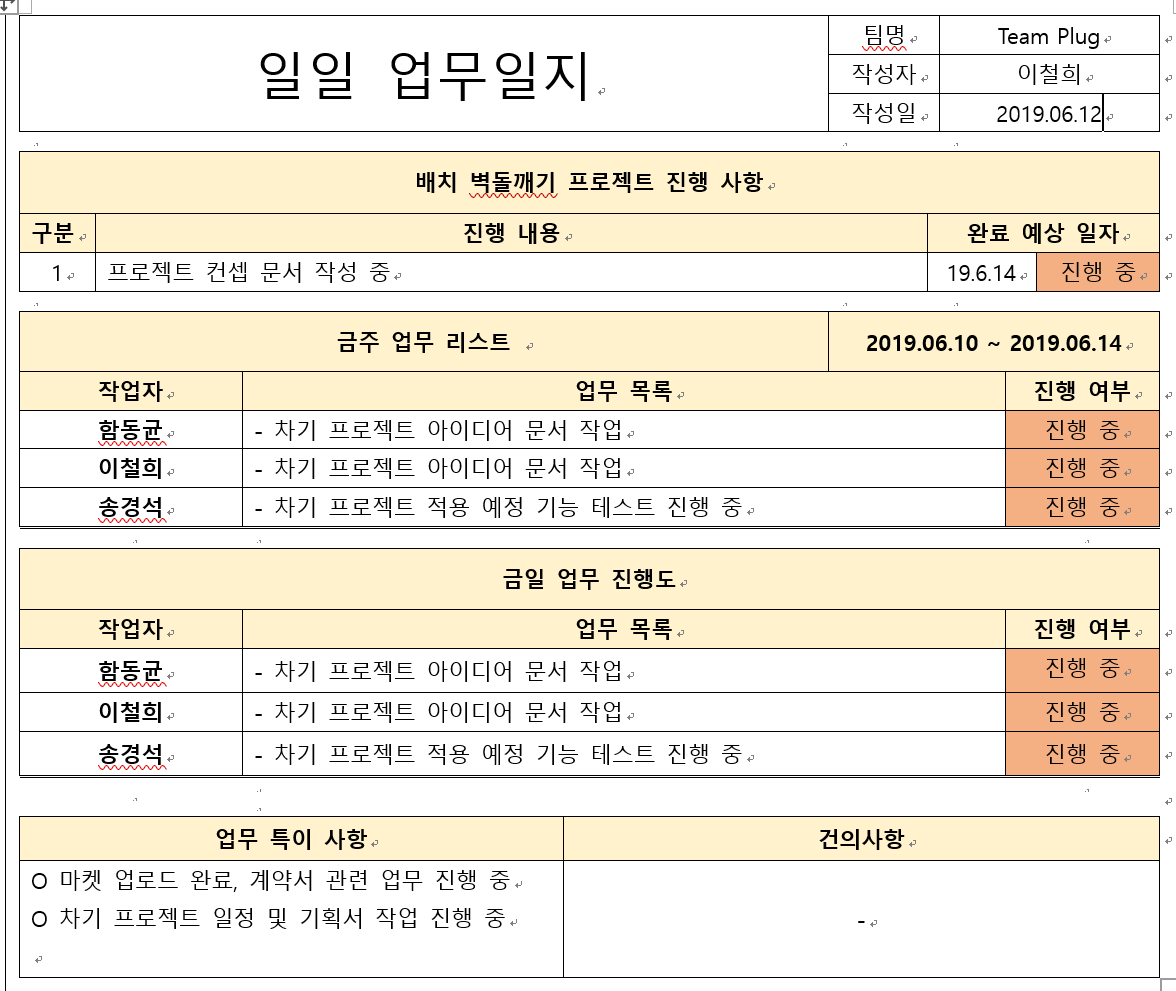 일일 업무일지
팀명 Team Plug
작성자 이철희
작성일 2019.06.12
배치 벽돌깨기 프로젝트 진행 사항
구분 진행 내용 완료 예상 일자
1 프로젝트 컨셉 문서 작성 중 19.6.14 진행 중
금주 업무 리스트 2019.06.10 ~ 2019.06.14
작업자 업무 목록 진행 여부
함동균 - 차기 프로젝트 아이디어 문서 작업 진행 중
이철희 - 차기 프로젝트 아이디어 문서 작업 진행 중
송경석 - 차기 프로젝트 적용 예정 기능 테스트 진행 중 진행 중
금일 업무 진행도
작업자 업무 목록 진행 여부
함동균 - 차기 프로젝트 아이디어 문서 작업 진행 중
이철희 - 차기 프로젝트 아이디어 문서 작업 진행 중
송경석 - 차기 프로젝트 적용 예정 기능 테스트 진행 중 진행 중
업무 특이 사항 건의사항
O 마켓 업로드 완료, 계약서 관련 업무 진행 중
O 차기 프로젝트 일정 및 기획서 작업 진행 중
-